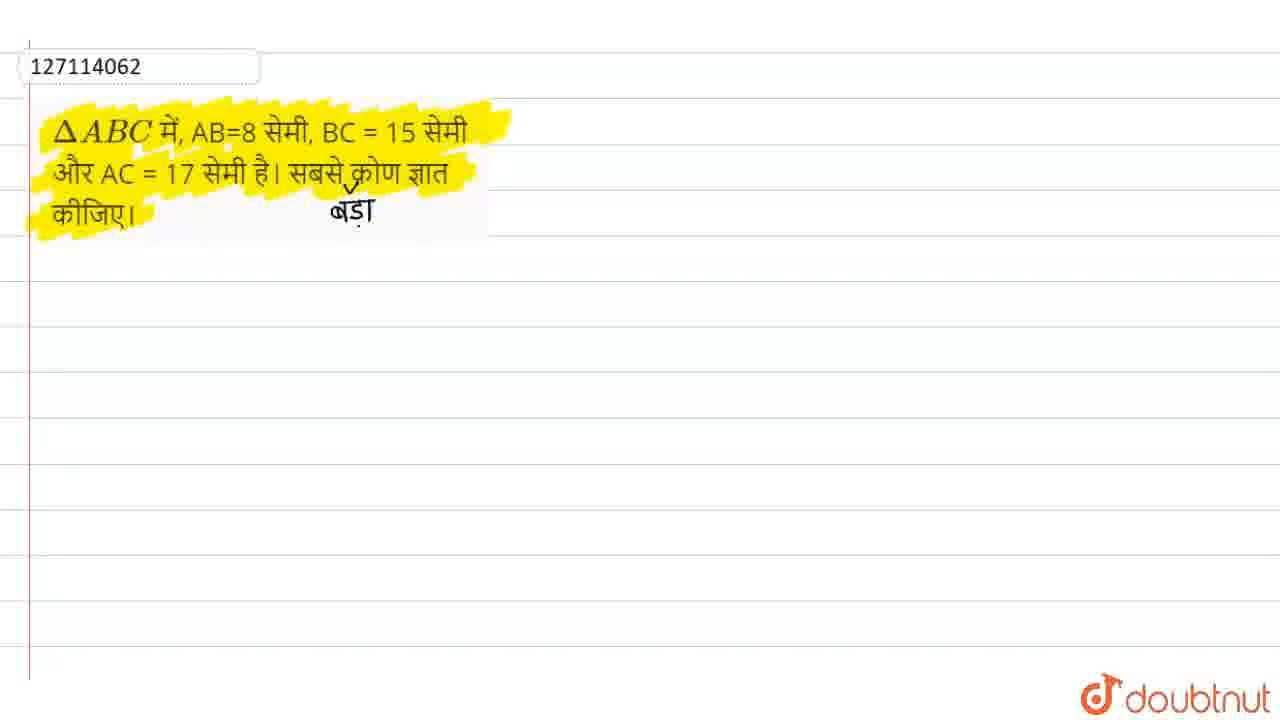 127114062
ΔABC में, AB=8 सेमी, BC = 15 सेमी
और AC = 17 सेमी है। सबसे कोण ज्ञात
बड़ा
कीजिए।
doubtnut